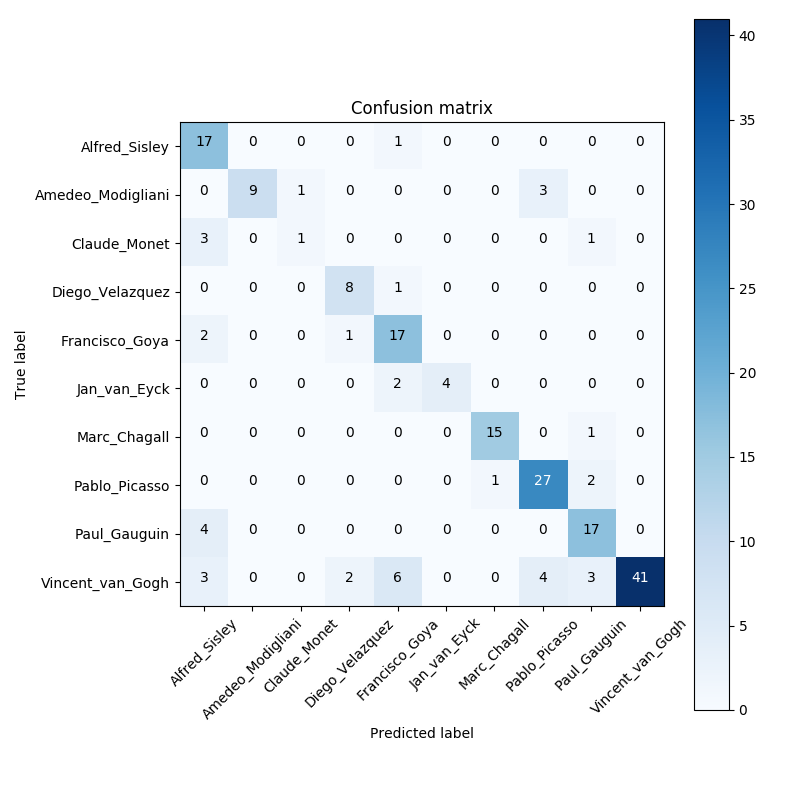 Confusion matrix
Alfred_Sisley 17 0 0 0 1 0 0 0 0 0
Amedeo_Modigliani 0 9 1 0 0 0 0 3 0 0
Claude_Monet 3 0 1 0 0 0 0 0 1 0
Diego_Velazquez 0 0 0 8 1 0 0 0 0 0
Francisco_Goya 2 0 0 1 17 0 0 0 0 0
Jan_van_Eyck 0 0 0 0 2 4 0 0 0 0
Marc_Chagall 0 0 0 0 0 0 15 0 1 0
Pablo_Picasso 0 0 0 0 0 0 1 27 2 0
Paul_Gauguin 4 0 0 0 0 0 0 0 17 0
Vincent_van_Gogh 3 0 0 2 6 0 0 4 3 41
True label
Alfred_Sisley
Amedeo_Modigliani
Claude_Monet
Diego_Velazquez
Francisco_Goya
Jan_van_Eyck
Marc_Chagall
Pablo_Picasso
Paul_Gauguin
Vincent_van_Gogh
Predicted label
40
35
30
25
20
15
10
5
0